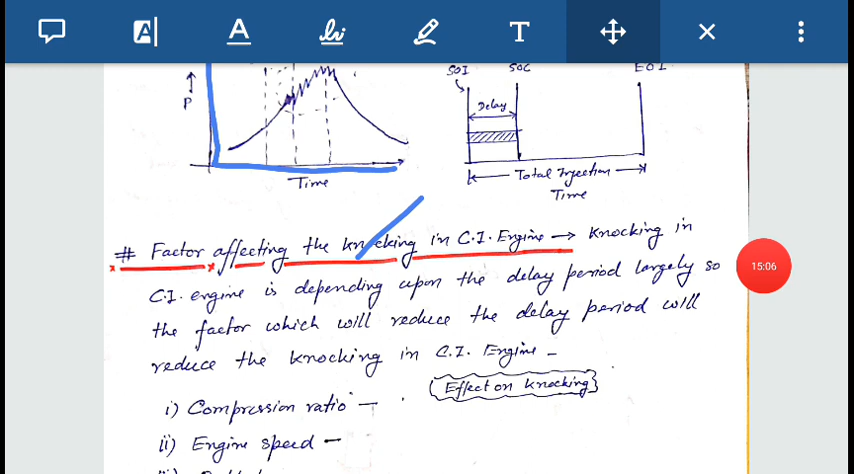 A
A
T
P
Time
SOI
SOC
EOI
Delay
Total Injection
Time
# Factor affecting the knocking in C.I. Engine → Knocking in
C.I. engine is depending upon the delay period largely so
the factor which will reduce the delay period will
reduce the knocking in C.I. Engine -
(Effect on knocking)
i) Compression ratio -
ii) Engine speed -
15:06